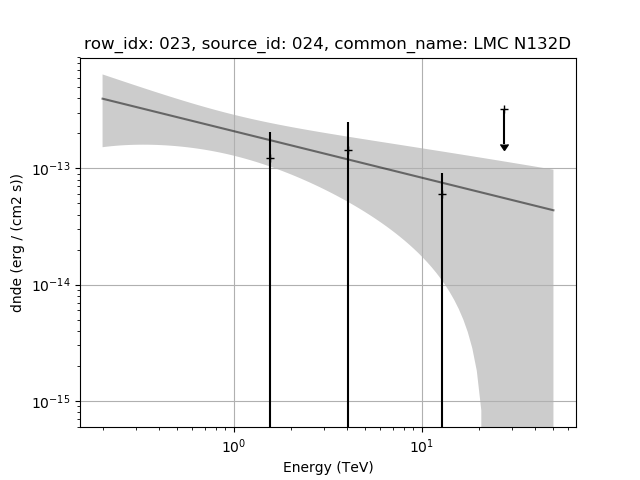 row_idx: 023, source_id: 024, common_name: LMC N132D
dnde (erg / (cm2 s))
10⁻¹³
10⁻¹⁴
10⁻¹⁵
10⁰ 10¹
Energy (TeV)